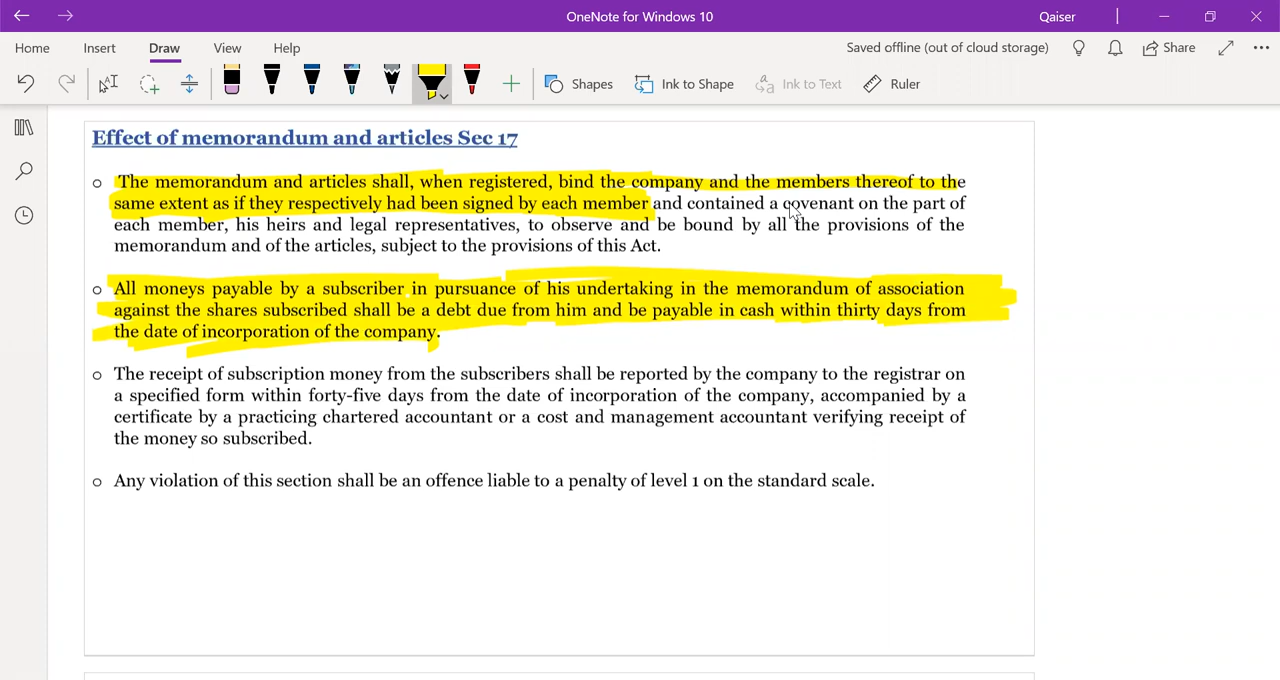 OneNote for Windows 10
Qaiser
Home Insert Draw View Help
Saved offline (out of cloud storage)
Share
Shapes
Ink to Shape
Ink to Text
Ruler
Effect of memorandum and articles Sec 17
o The memorandum and articles shall, when registered, bind the company and the members thereof to the
same extent as if they respectively had been signed by each member and contained a covenant on the part of
each member, his heirs and legal representatives, to observe and be bound by all the provisions of the
memorandum and of the articles, subject to the provisions of this Act.
o All moneys payable by a subscriber in pursuance of his undertaking in the memorandum of association
against the shares subscribed shall be a debt due from him and be payable in cash within thirty days from
the date of incorporation of the company.
o The receipt of subscription money from the subscribers shall be reported by the company to the registrar on
a specified form within forty-five days from the date of incorporation of the company, accompanied by a
certificate by a practicing chartered accountant or a cost and management accountant verifying receipt of
the money so subscribed.
o Any violation of this section shall be an offence liable to a penalty of level 1 on the standard scale.